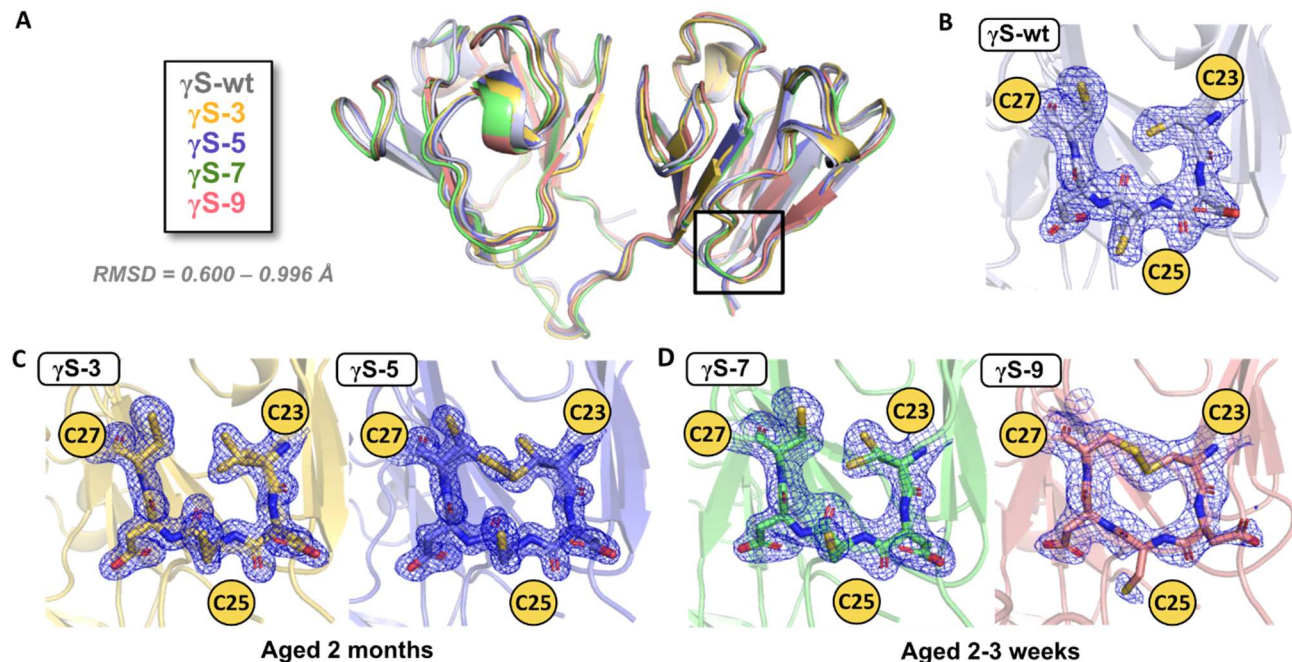 A
γS-wt
γS-3
γS-5
γS-7
γS-9
RMSD = 0.600 – 0.996 Å
B
γS-wt
C27
C23
C25
C
γS-3
C27
C23
C25
γS-5
C27
C23
C25
Aged 2 months
D
γS-7
C27
C23
C25
γS-9
C27
C23
C25
Aged 2-3 weeks